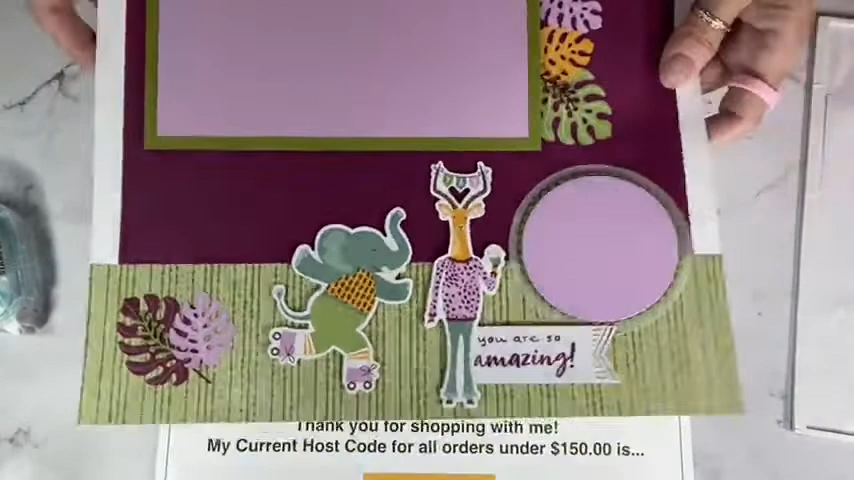 you are so
amazing!
Thank you for shopping with me!
My Current Host Code for all orders under $150.00 is...